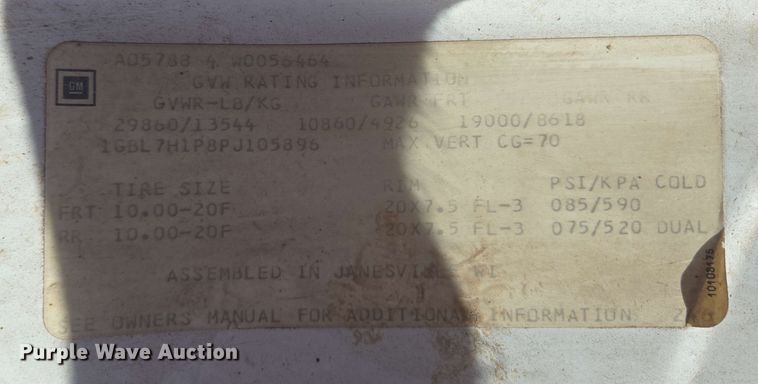 A05788 4 W0056464
GM
GVW RATING INFORMATION
GVWR-LB/KG GAWR-FRT GAWR-RR
29860/13544 10860/4926 19000/8618
1GBL7H1P8PJ105896 MAX VERT CG=70
TIRE SIZE RIM PSI/KPA COLD
FRT 10.00-20F 20X7.5 FL-3 085/590
RR 10.00-20F 20X7.5 FL-3 075/520 DUAL
10108175
ASSEMBLED IN JANESVILLE WI
SEE OWNERS MANUAL FOR ADDITIONAL INFORMATION
Purple Wave Auction